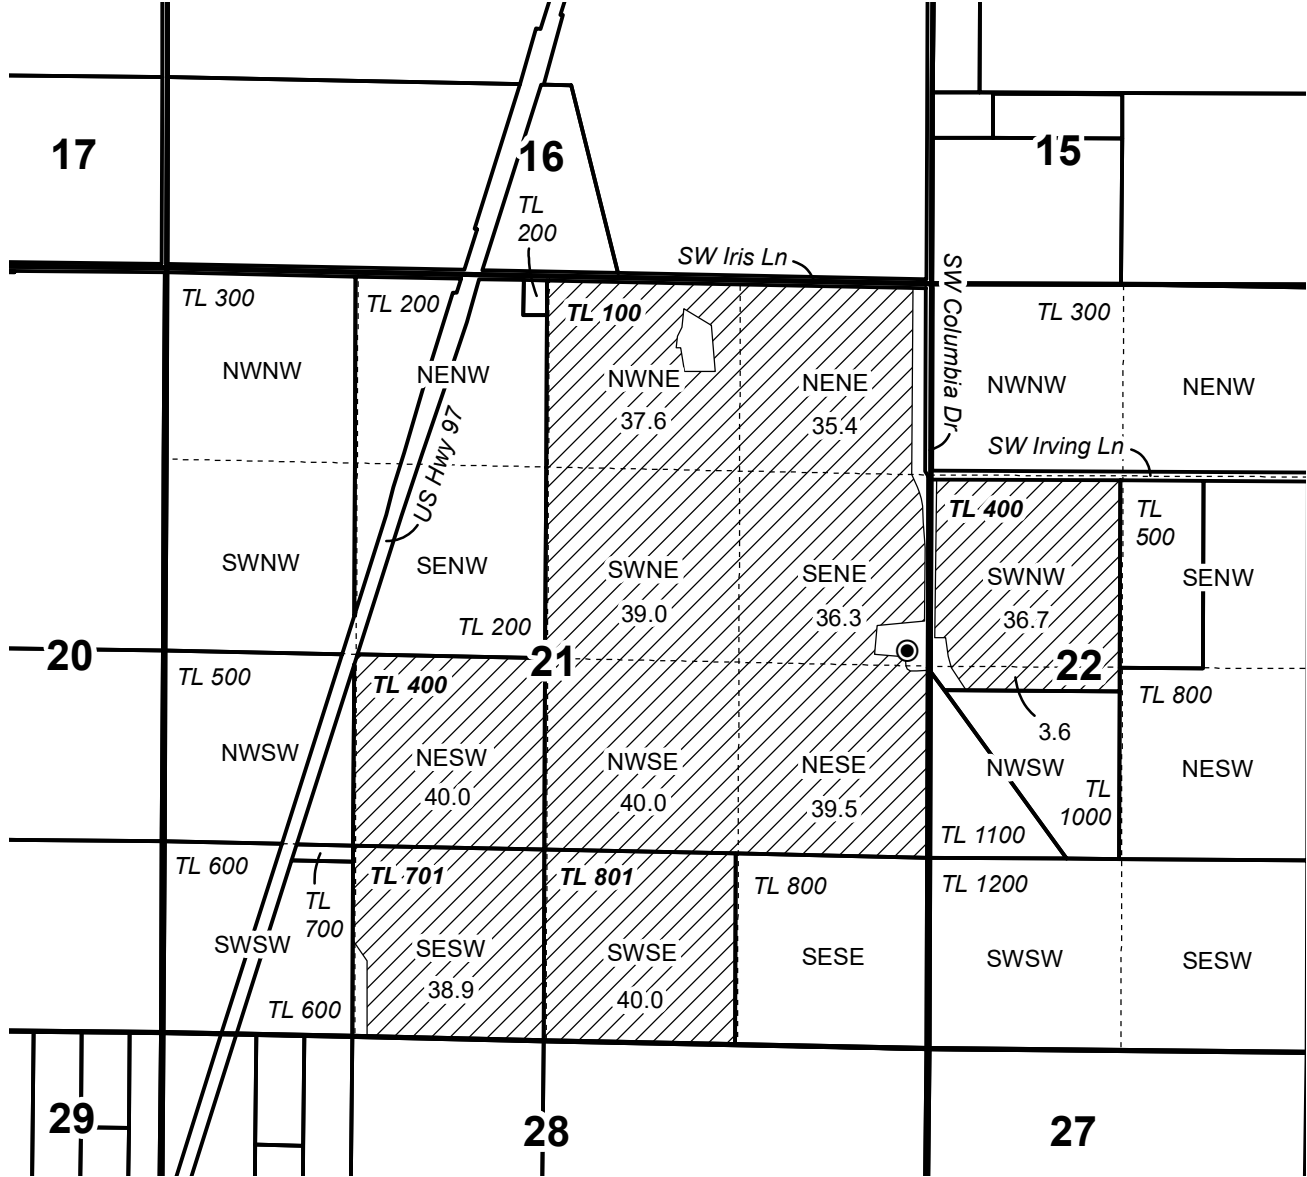 17
16
15
TL
200
SW Iris Ln
SW Columbia Dr
TL 300
TL 200
TL 100
TL 300
NWNW
NENW
NWNE
37.6
NENE
35.4
NWNW
NENW
US Hwy 97
SW Irving Ln
TL 400
TL
500
SWNW
SENW
SWNE
39.0
SENE
36.3
SWNW
36.7
SENW
TL 200
20
21
22
TL 500
TL 400
TL 800
3.6
NWSW
NESW
40.0
NWSE
40.0
NESE
39.5
NWSW
NESW
TL
1000
TL 1100
TL 600
TL
700
TL 701
TL 801
TL 800
TL 1200
SWSW
SESW
38.9
SWSE
40.0
SESE
SWSW
SESW
TL 600
29
28
27